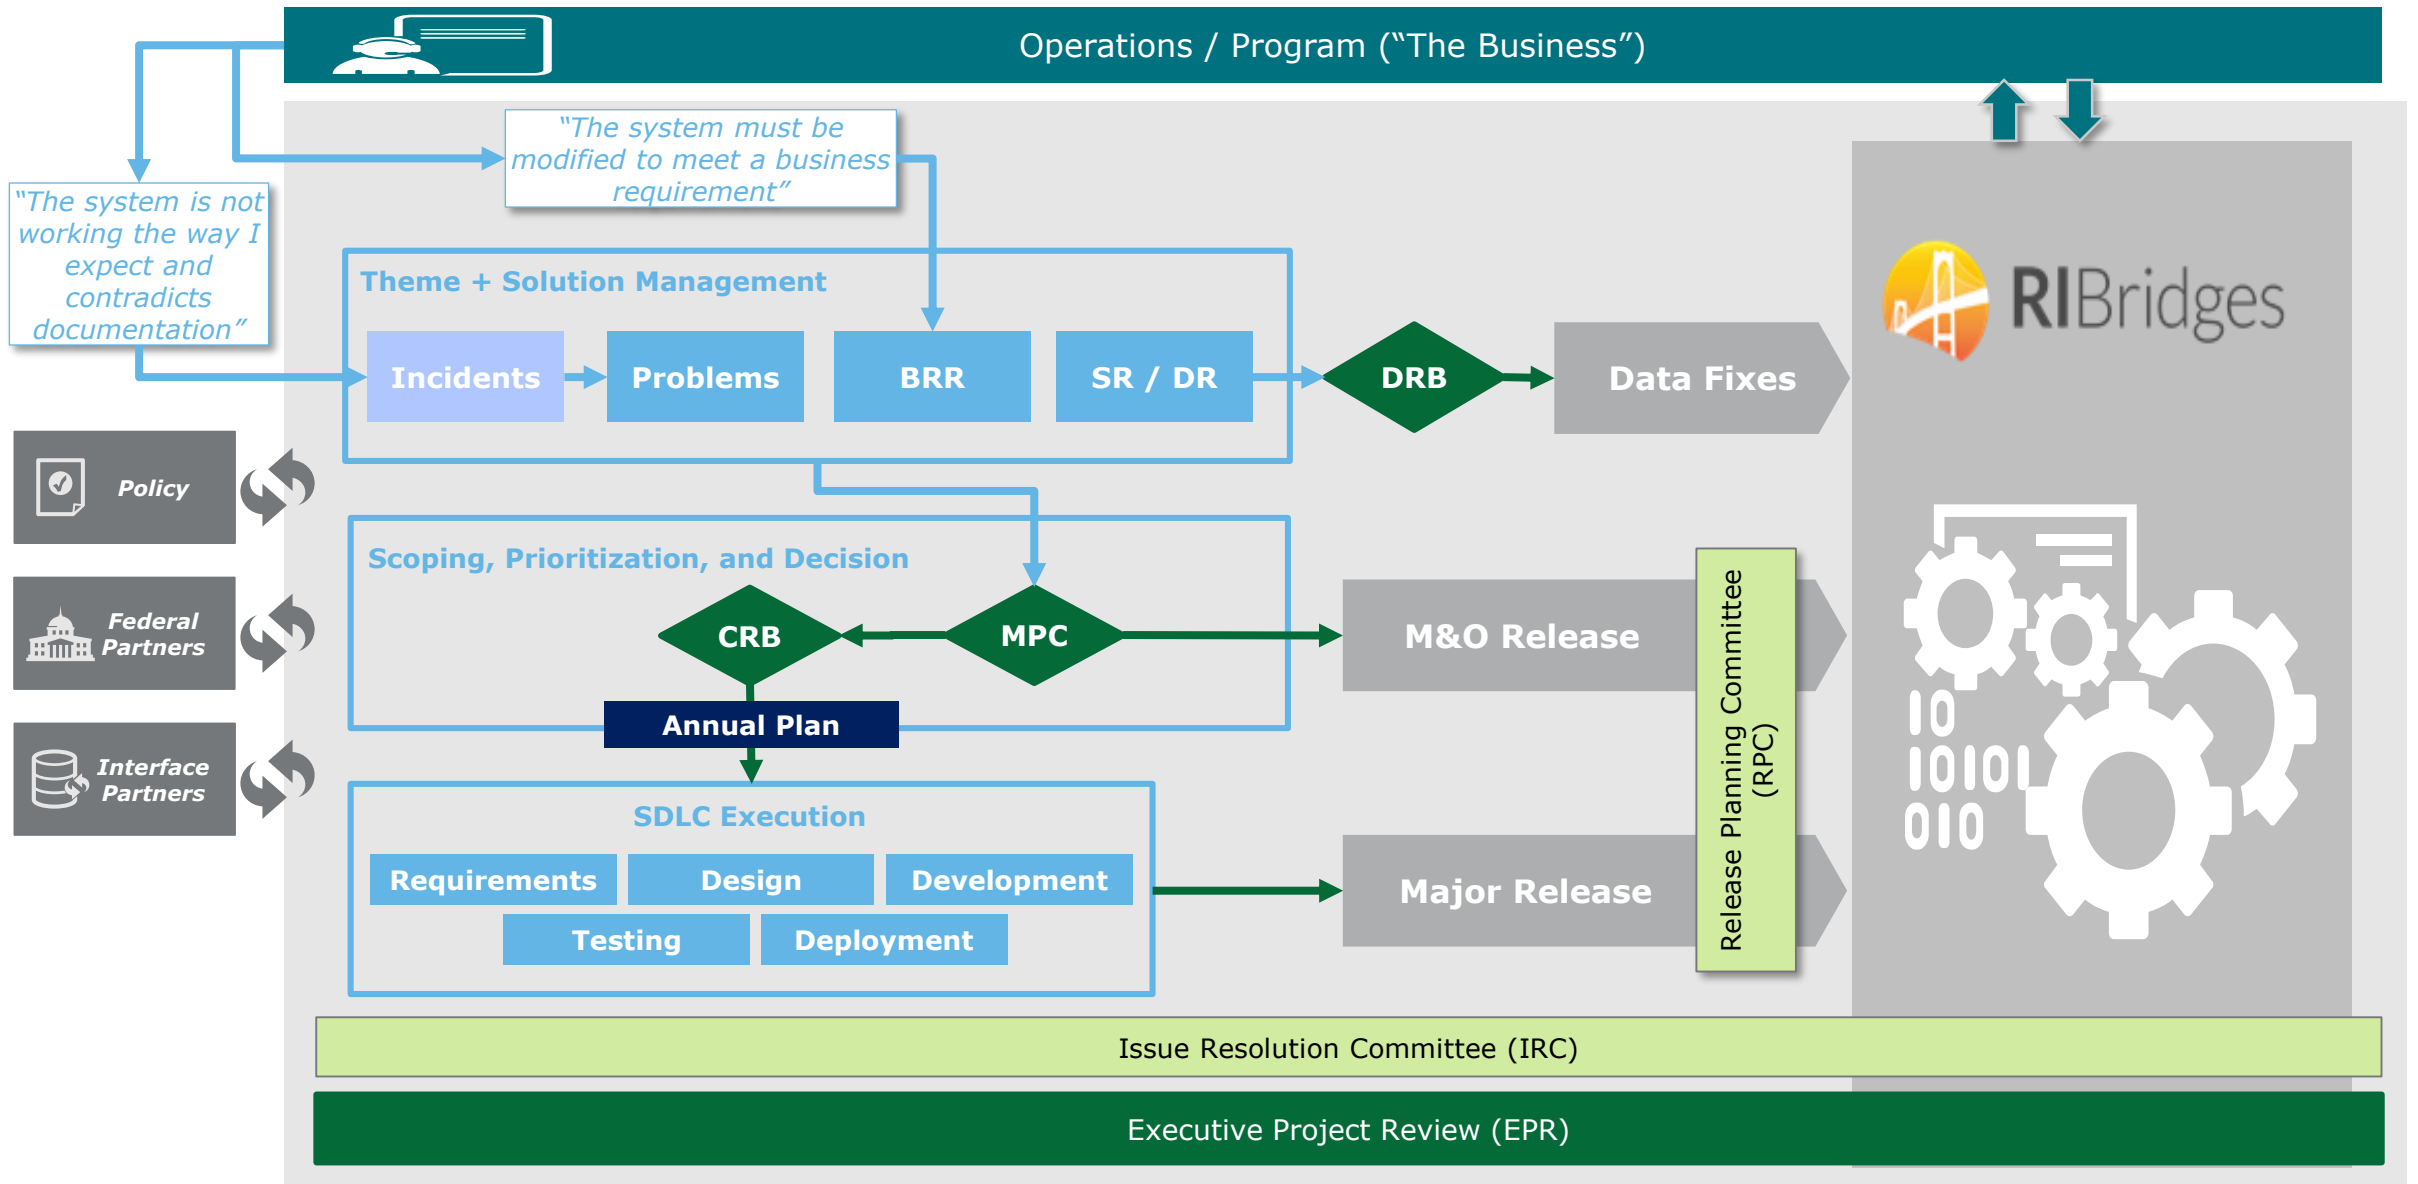 Operations / Program (“The Business”)
“The system must be
modified to meet a business
requirement”
“The system is not
working the way I
expect and
contradicts
documentation”
Theme + Solution Management
Incidents
Problems
BRR
SR / DR
DRB
Data Fixes
RIBridges
Policy
Federal
Partners
Interface
Partners
Scoping, Prioritization, and Decision
CRB
MPC
M&O Release
Annual Plan
SDLC Execution
Requirements
Design
Development
Testing
Deployment
Major Release
Release Planning Committee
(RPC)
10
10101
010
Issue Resolution Committee (IRC)
Executive Project Review (EPR)